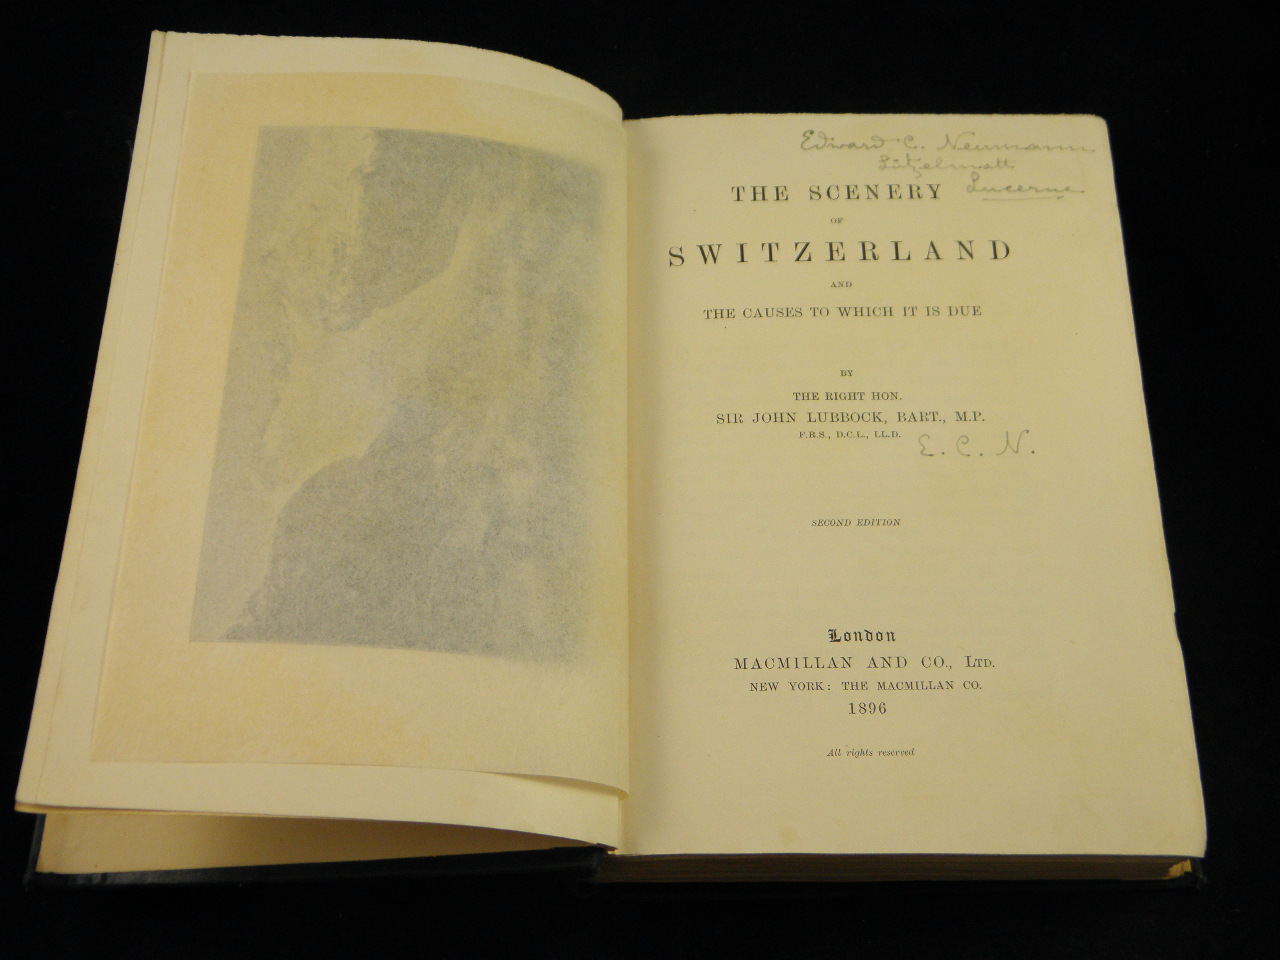 Edward C. Neumann
Lützelmatt
Lucerne
THE SCENERY
OF
SWITZERLAND
AND
THE CAUSES TO WHICH IT IS DUE
BY
THE RIGHT HON.
SIR JOHN LUBBOCK, BART., M.P.
F.R.S., D.C.L., LL.D.
E. C. N.
SECOND EDITION
London
MACMILLAN AND CO., LTD.
NEW YORK: THE MACMILLAN CO.
1896
All rights reserved